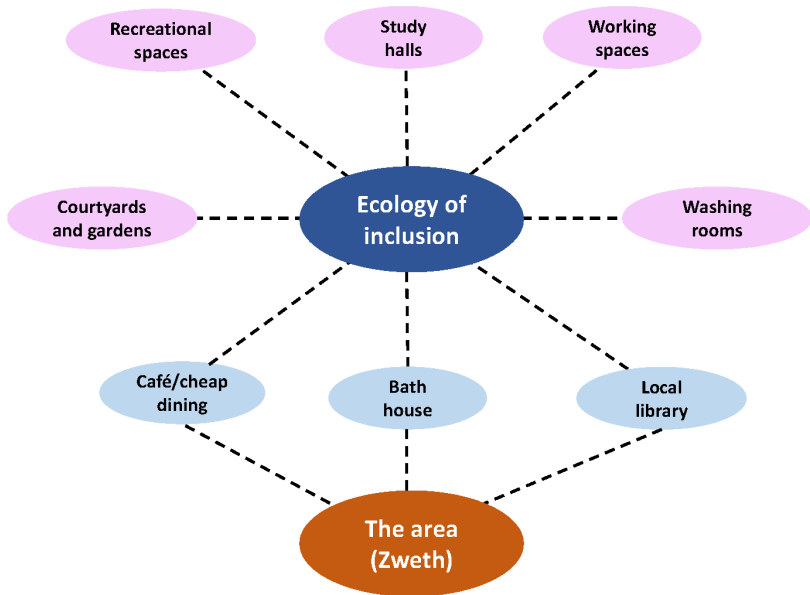 Recreational
spaces
Study
halls
Working
spaces
Courtyards
and gardens
Ecology of
inclusion
Washing
rooms
Café/cheap
dining
Bath
house
Local
library
The area
(Zweth)